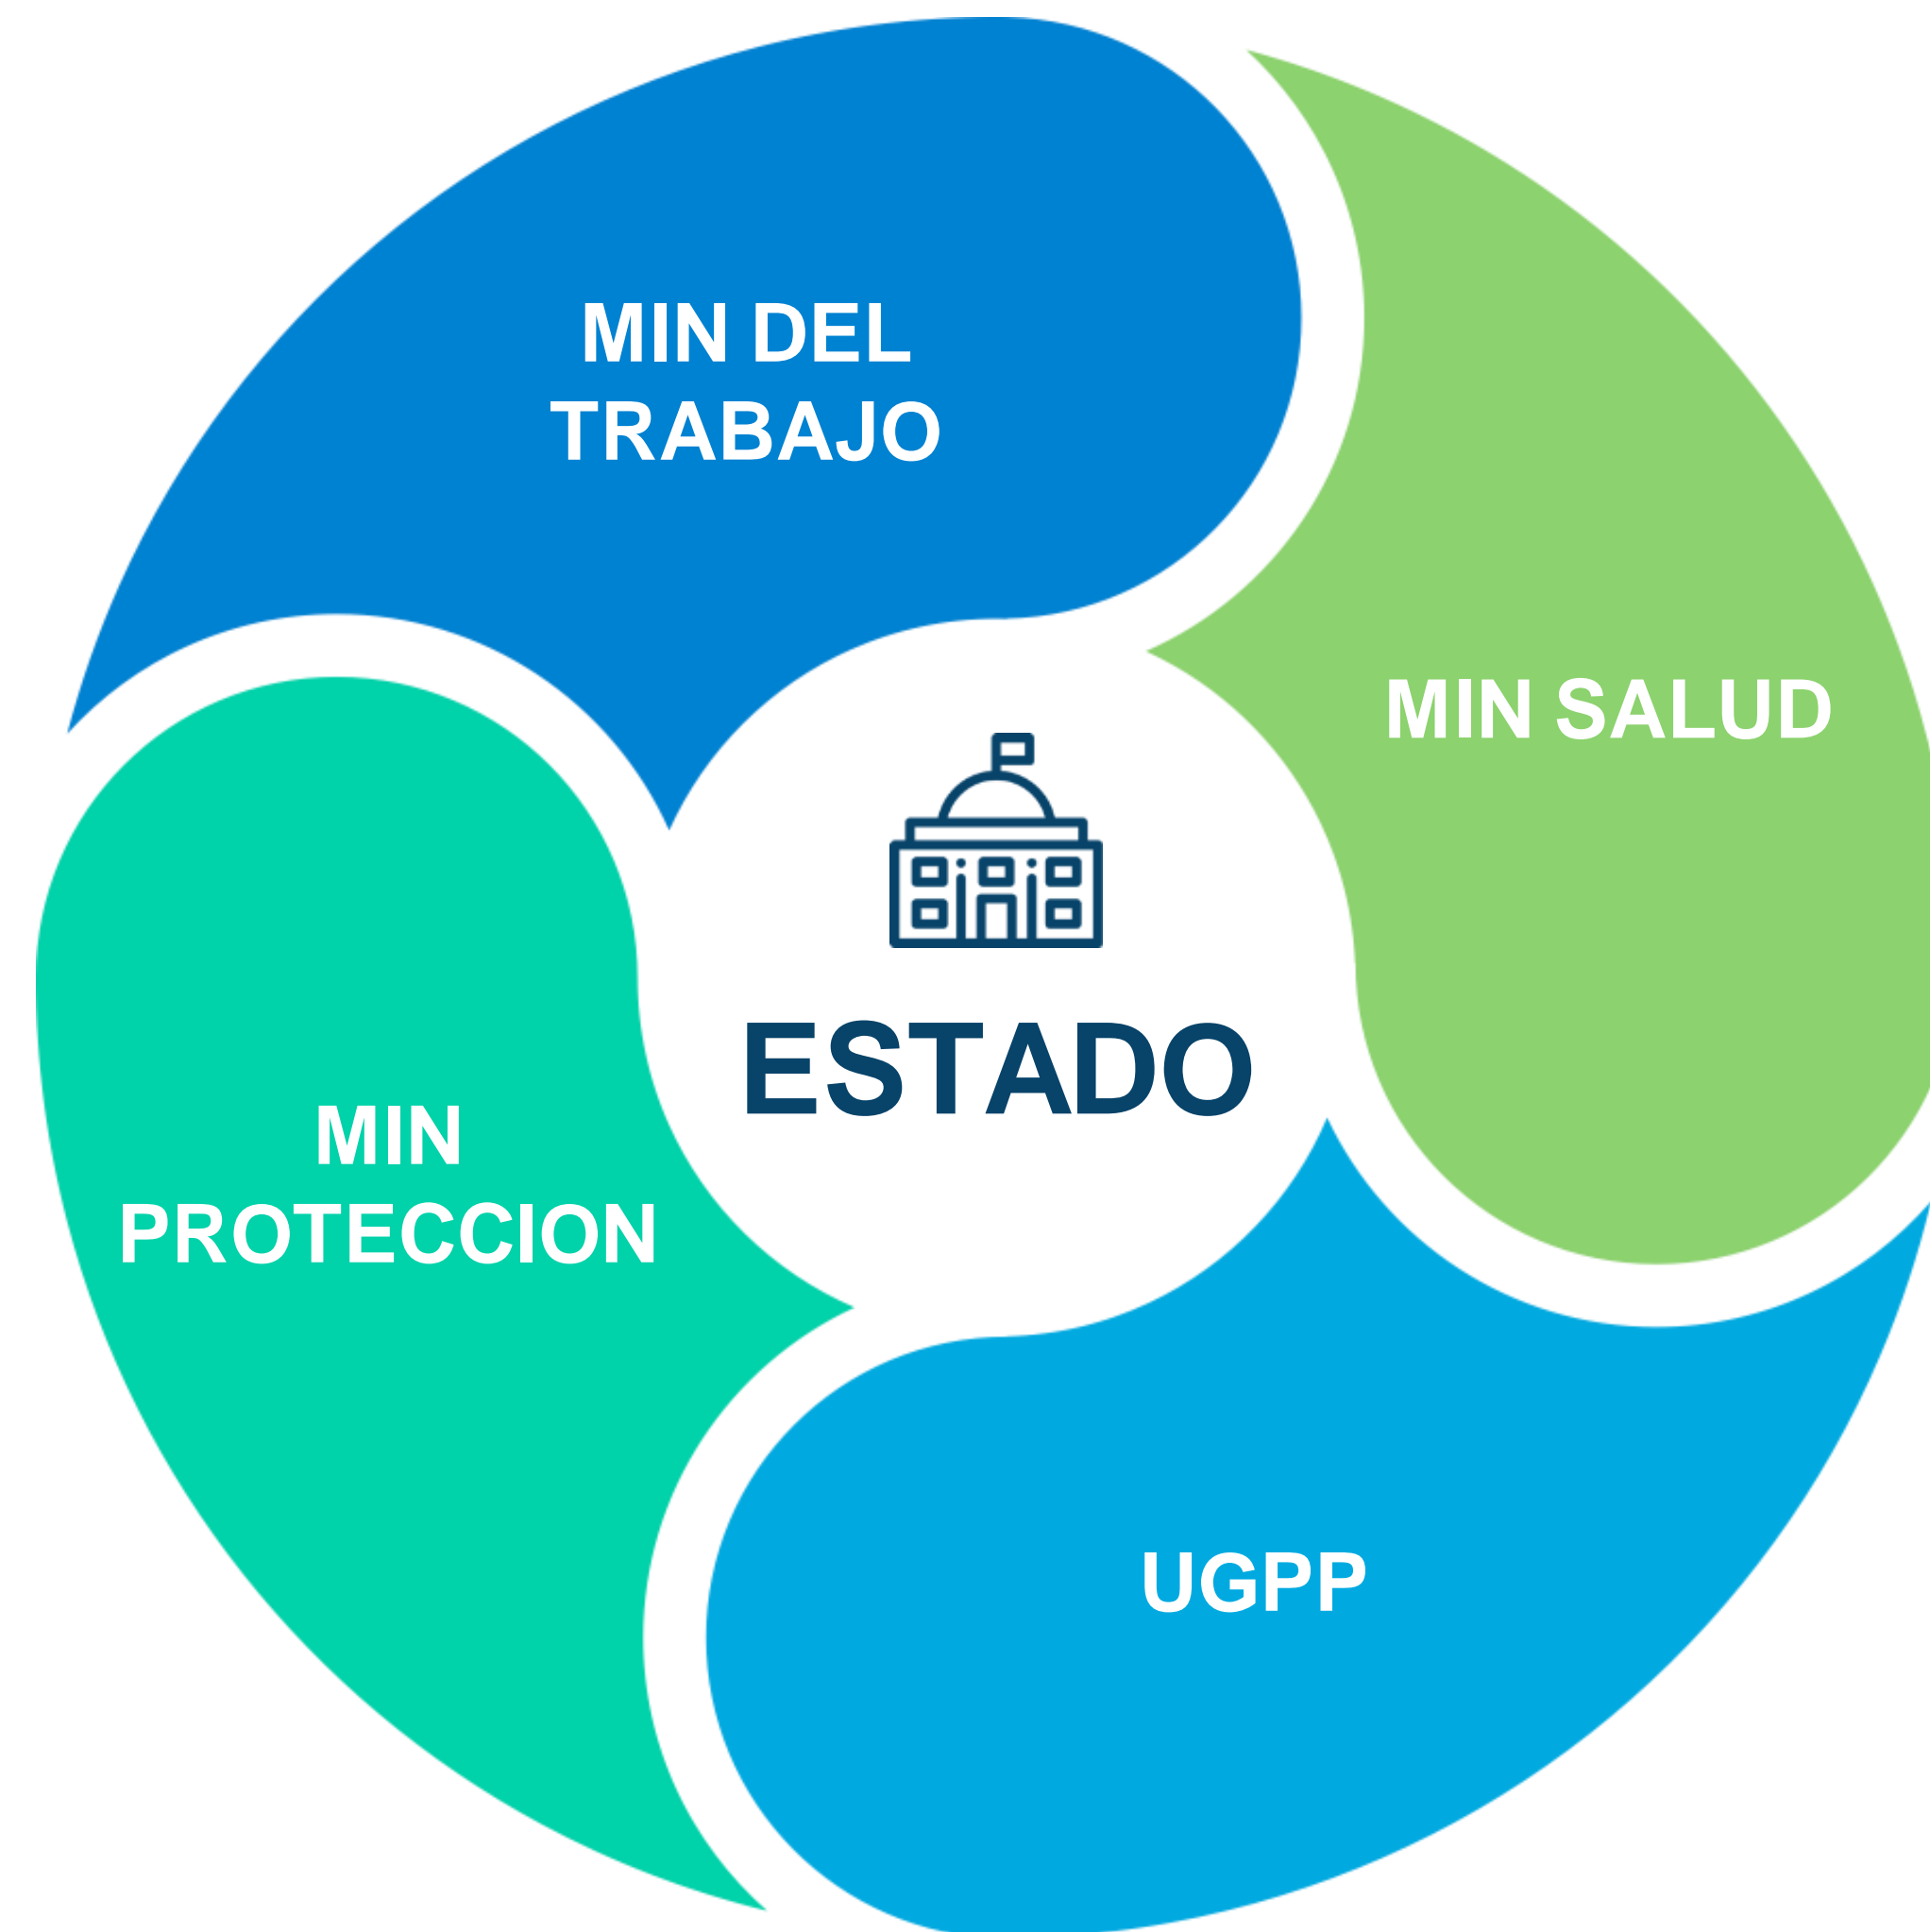 MIN DEL
TRABAJO
MIN SALUD
ESTADO
MIN
PROTECCION
UGPP